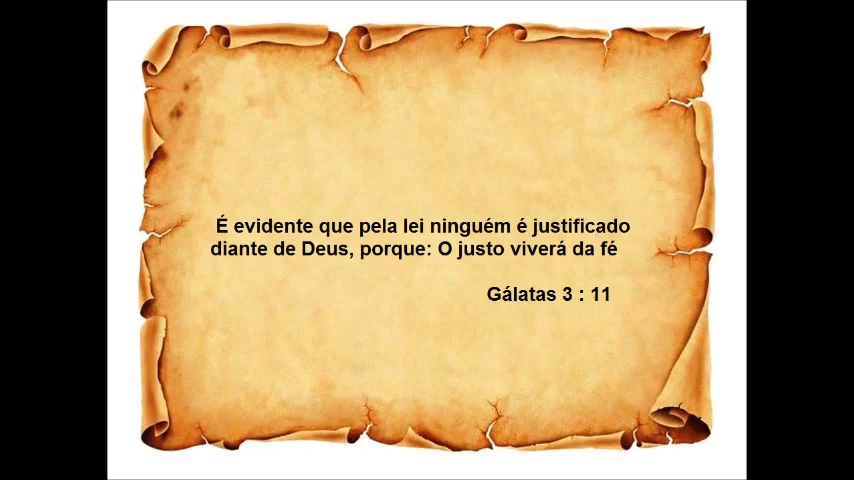 É evidente que pela lei ninguém é justificado
diante de Deus, porque: O justo viverá da fé
Gálatas 3 : 11